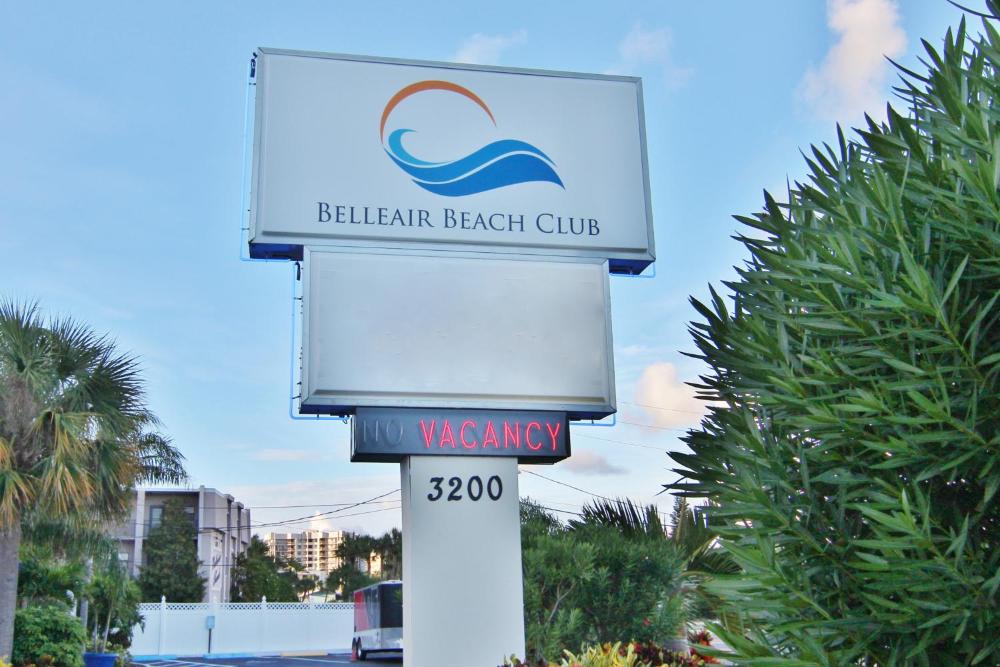 BELLEAIR BEACH CLUB
NO VACANCY
3200